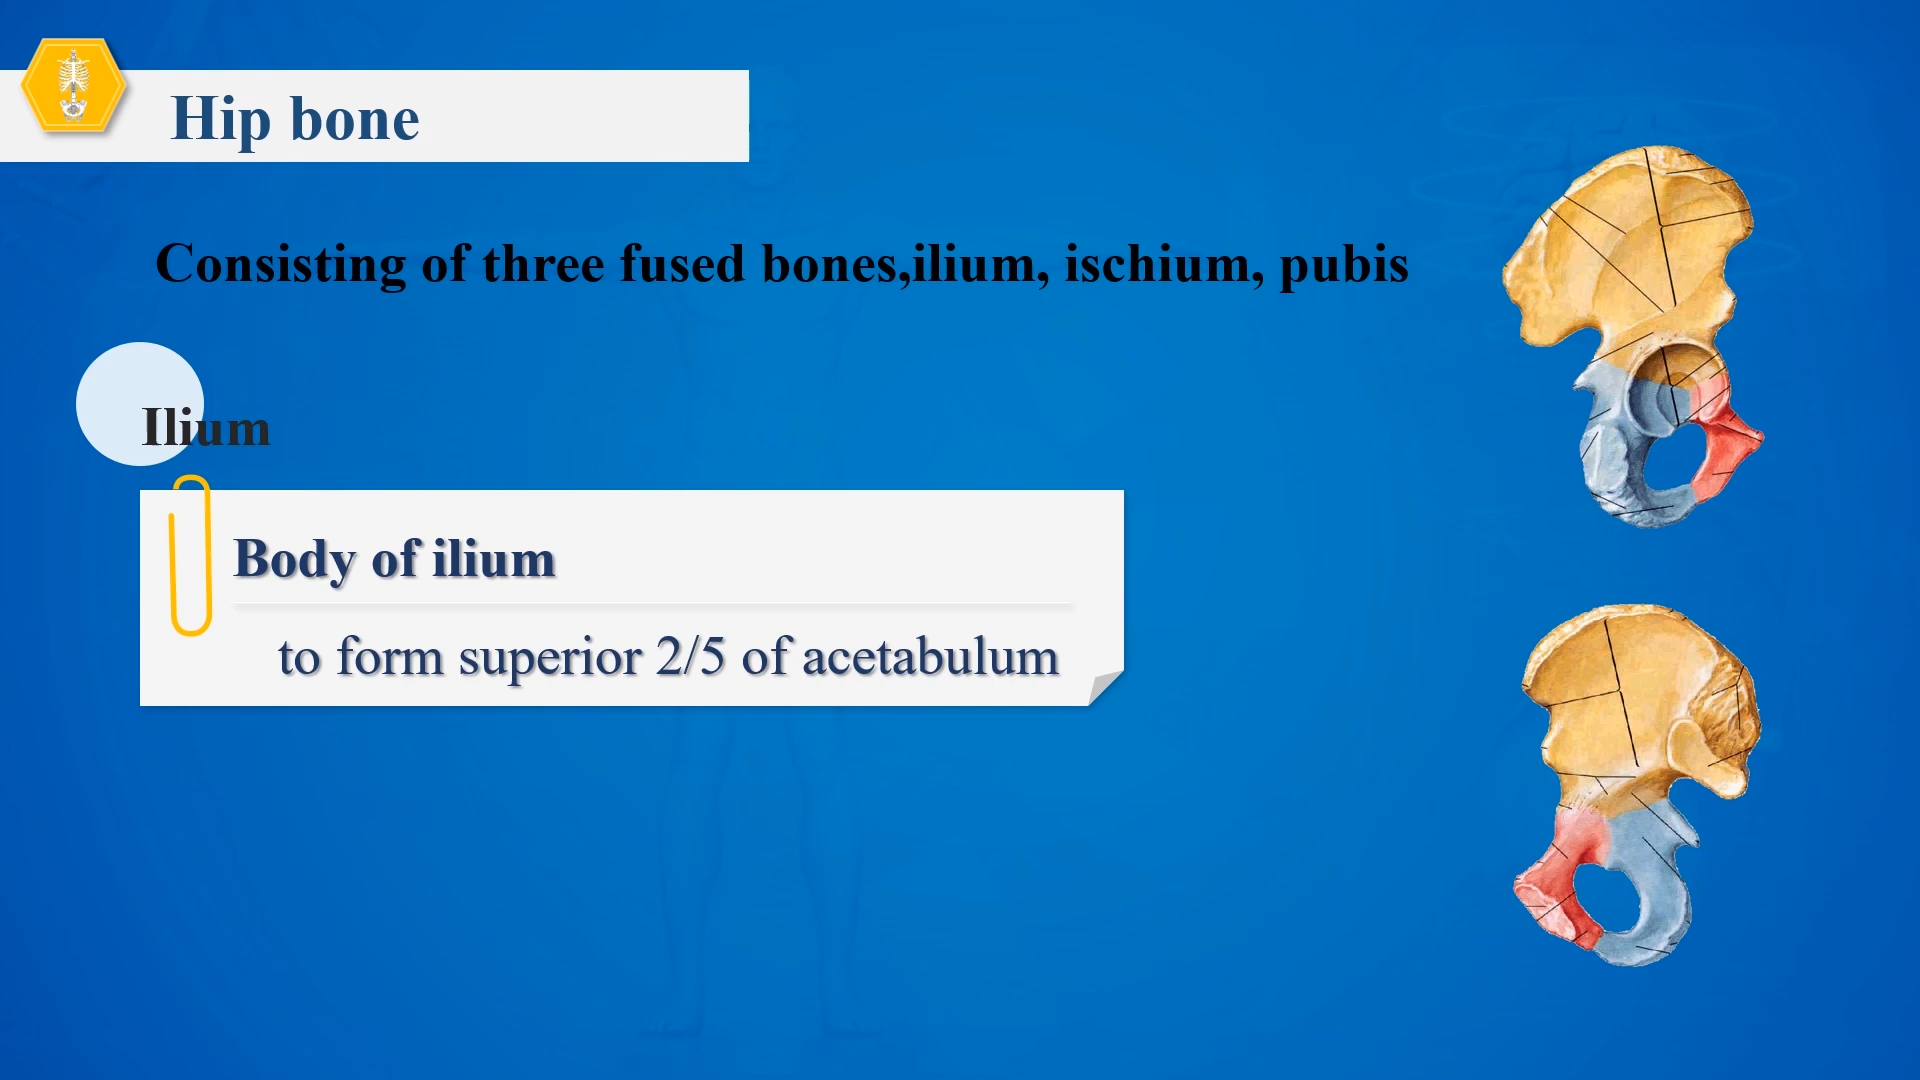 Hip bone
Consisting of three fused bones,ilium, ischium, pubis
Ilium
Body of ilium
to form superior 2/5 of acetabulum